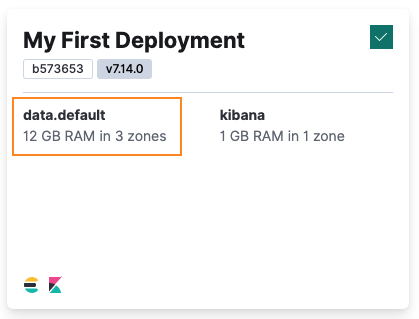 My First Deployment
b573653 v7.14.0
data.default kibana
12 GB RAM in 3 zones 1 GB RAM in 1 zone